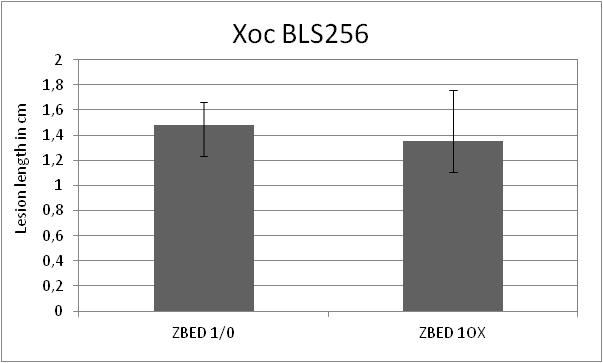 Xoc BLS256
Lesion length in cm
2
1,8
1,6
1,4
1,2
1
0,8
0,6
0,4
0,2
0
ZBED 1/0
ZBED 1OX